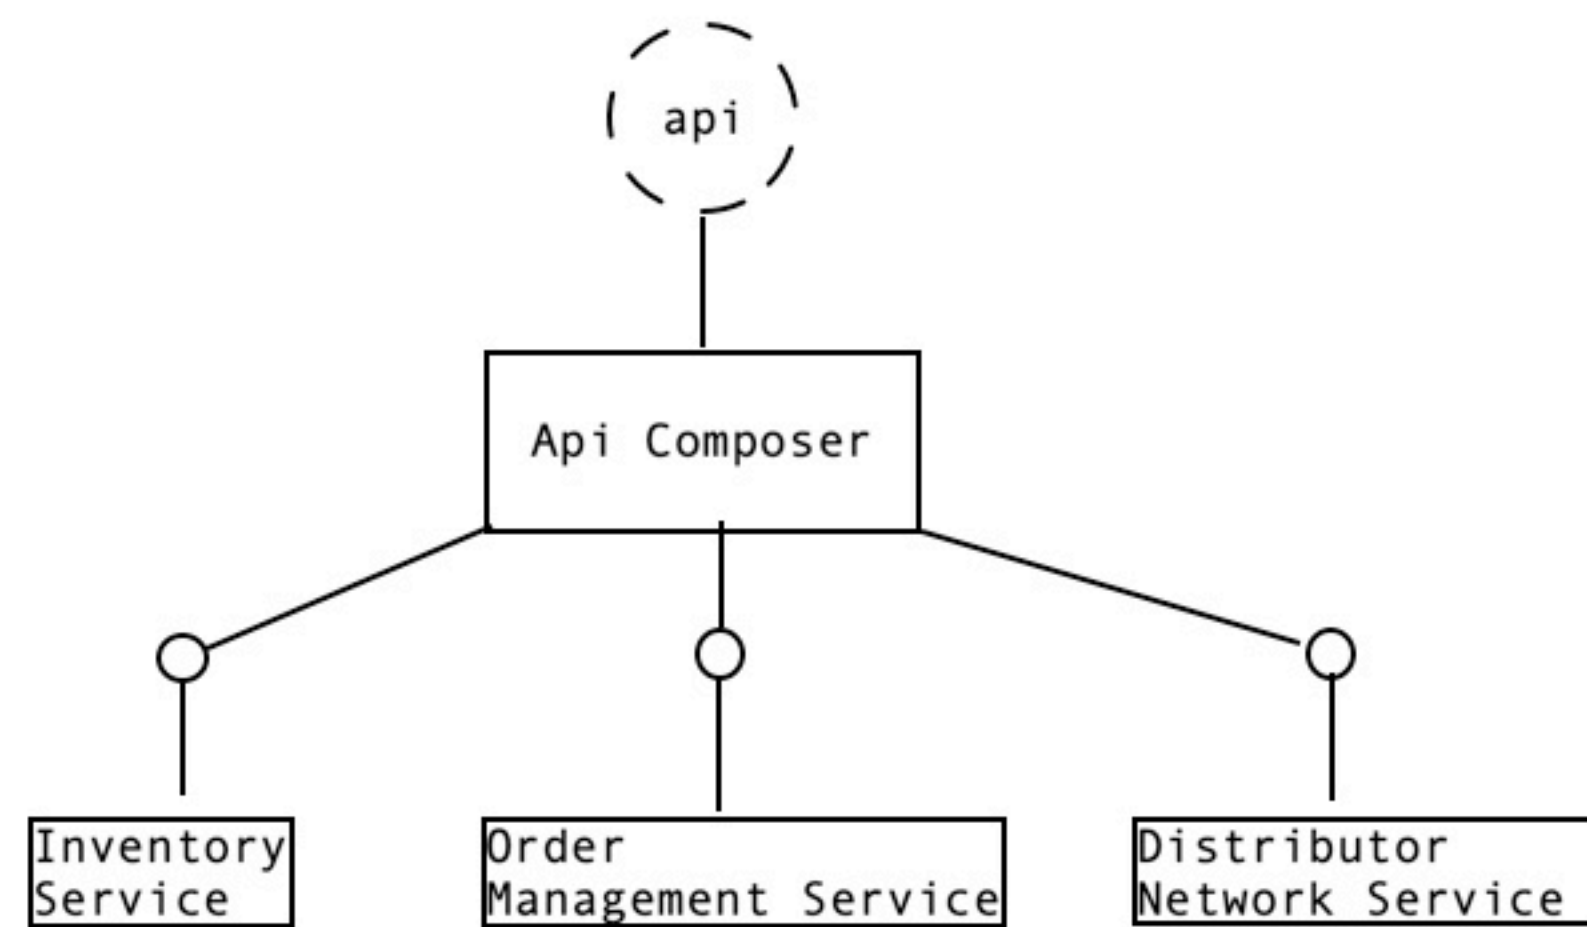 api
Api Composer
Inventory
Service
Order
Management Service
Distributor
Network Service